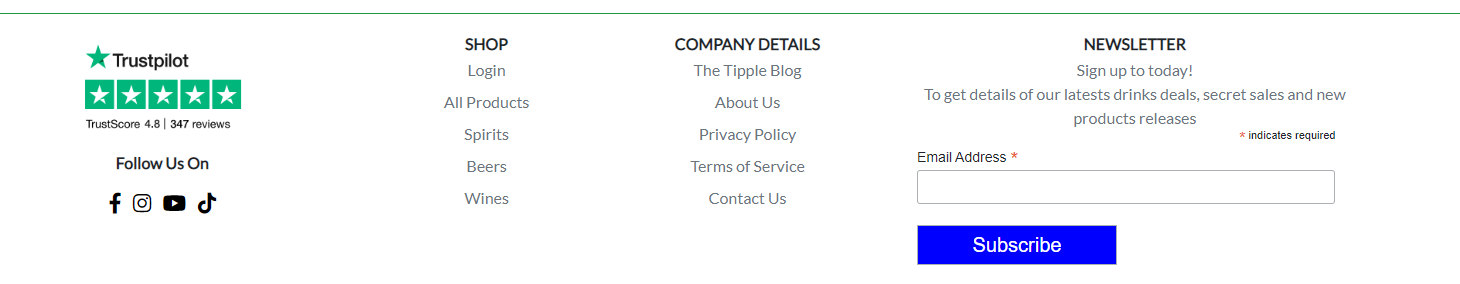 Trustpilot
TrustScore 4.8 | 347 reviews
Follow Us On
SHOP
Login
All Products
Spirits
Beers
Wines
COMPANY DETAILS
The Tipple Blog
About Us
Privacy Policy
Terms of Service
Contact Us
NEWSLETTER
Sign up to today!
To get details of our latests drinks deals, secret sales and new
products releases
* indicates required
Email Address *
Subscribe